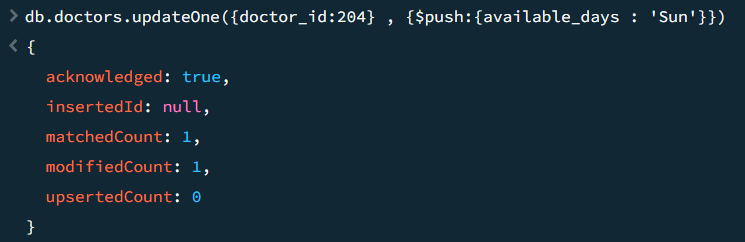 > db.doctors.updateOne({doctor_id:204} , {$push:{available_days : 'Sun'}})
< {
acknowledged: true,
insertedId: null,
matchedCount: 1,
modifiedCount: 1,
upsertedCount: 0
}